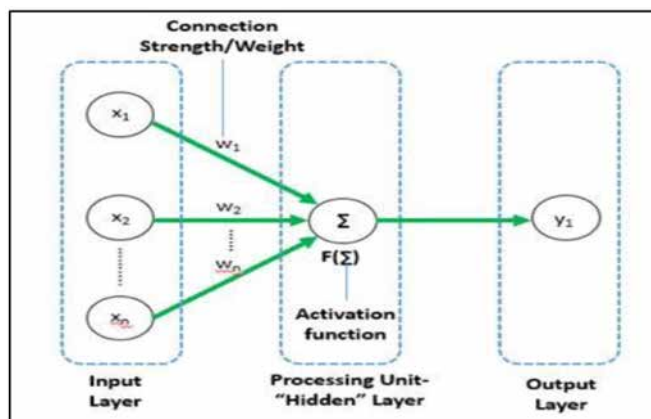 Connection
Strength/Weight
x₁
w₁
x₂
w₂
wₙ
xₙ
Σ
F(Σ)
Activation
function
y₁
Input
Layer
Processing Unit-
“Hidden” Layer
Output
Layer